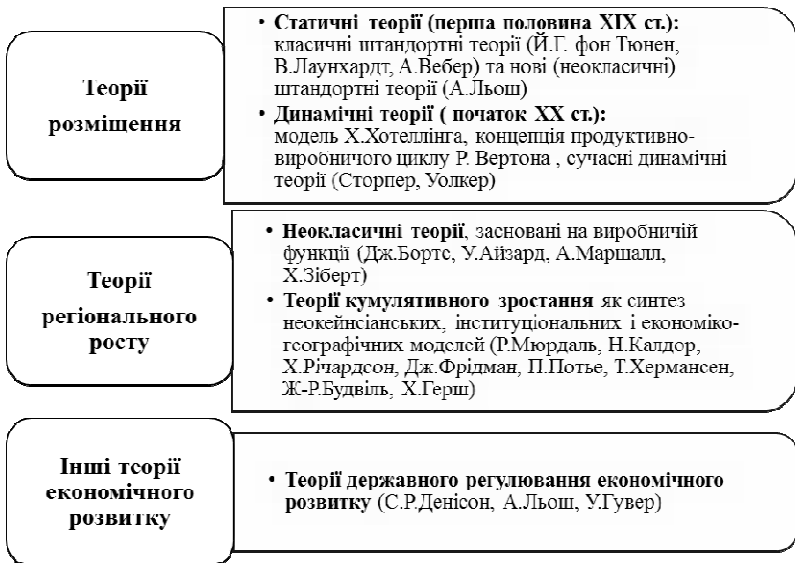 Теорії
розміщення
• Статичні теорії (перша половина XIX ст.):
класичні штандортні теорії (Й.Г. фон Тюнен,
В.Лаунхардт, А.Вебер) та нові (неокласичні)
штандортні теорії (А.Льош)
• Динамічні теорії ( початок XX ст.):
модель Х.Хотеллінга, концепція продуктивно-
виробничого циклу Р. Вертона , сучасні динамічні
теорії (Сторпер, Уолкер)
Теорії
регіонального
росту
• Неокласичні теорії, засновані на виробничій
функції (Дж.Бортс, У.Айзард, А.Маршалл,
Х.Зіберт)
• Теорії кумулятивного зростання як синтез
неокейнсіанських, інституціональних і економіко-
географічних моделей (Р.Мюрдаль, Н.Калдор,
Х.Річардсон, Дж.Фрідман, П.Потье, Т.Хермансен,
Ж-Р.Будвіль, Х.Герш)
Інші теорії
економічного
розвитку
• Теорії державного регулювання економічного
розвитку (С.Р.Денісон, А.Льош, У.Гувер)